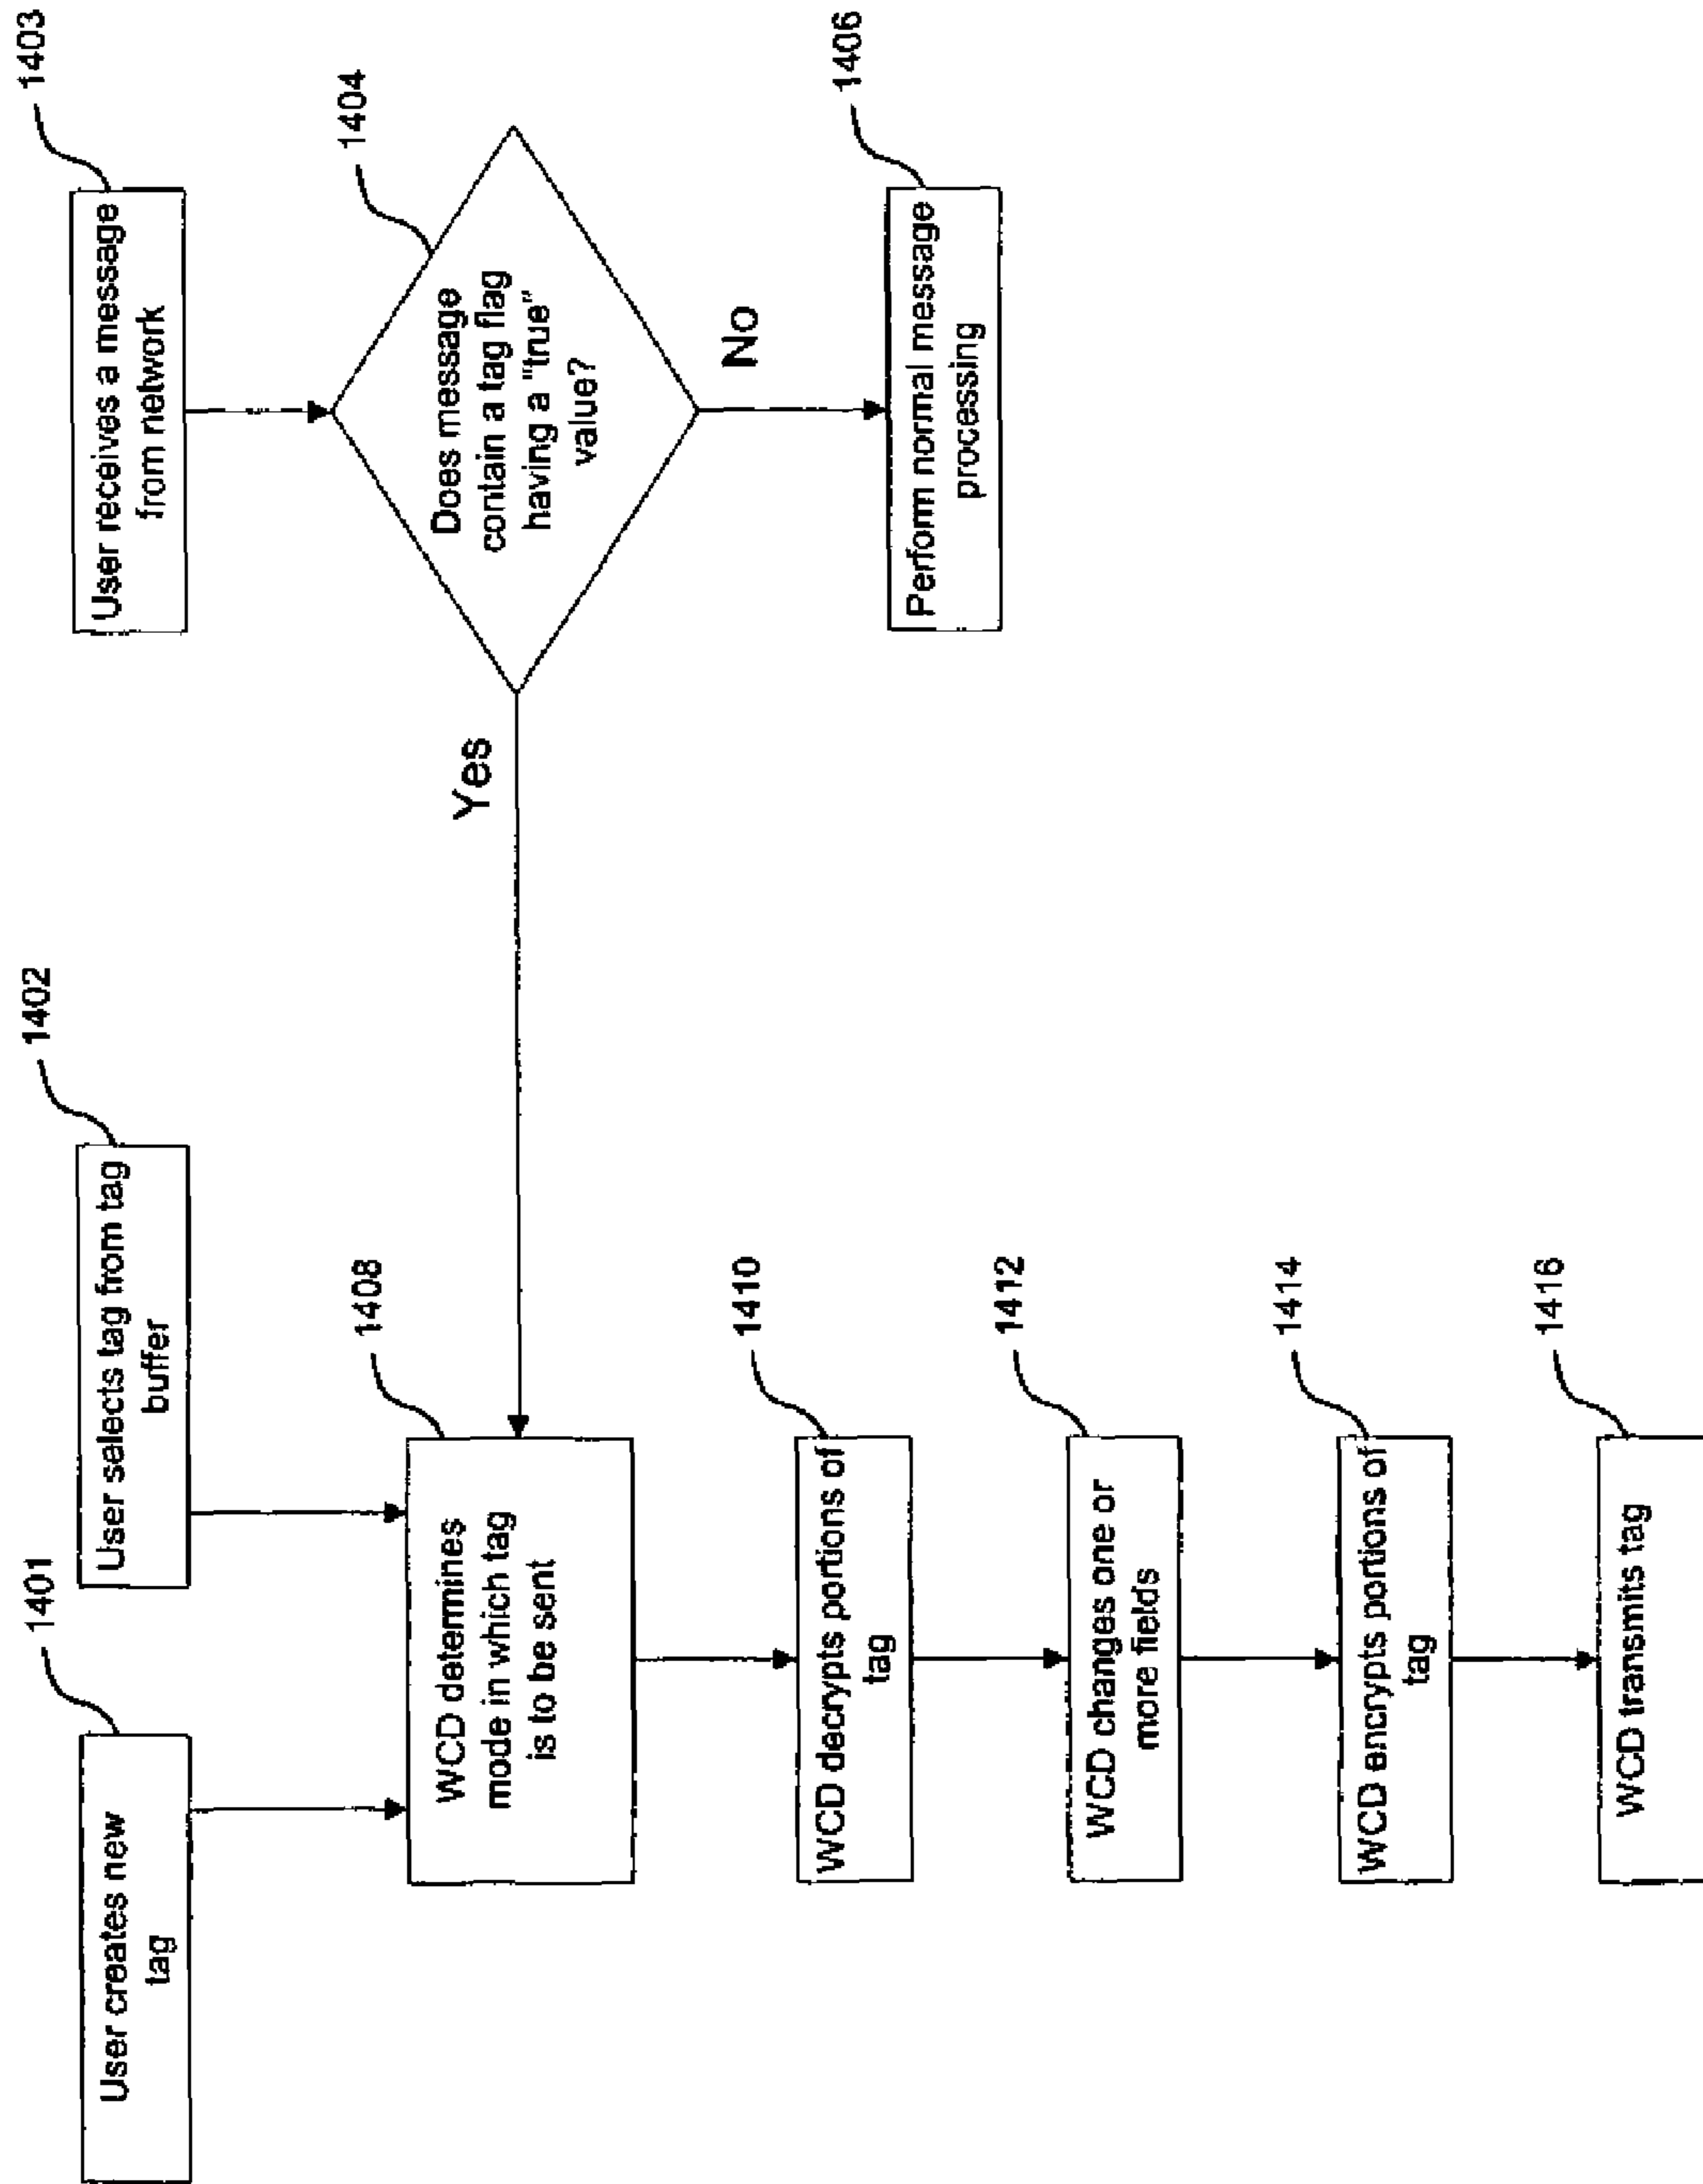 1401
User creates new
tag
1402
User selects tag from tag
buffer
1403
User receives a message
from network
1404
Does message
contain a tag flag
having a "true"
value?
Yes
No
1406
Perform normal message
processing
1408
WCD determines
mode in which tag
is to be sent
1410
WCD decrypts portions of
tag
1412
WCD changes one or
more fields
1414
WCD encrypts portions of
tag
1416
WCD transmits tag